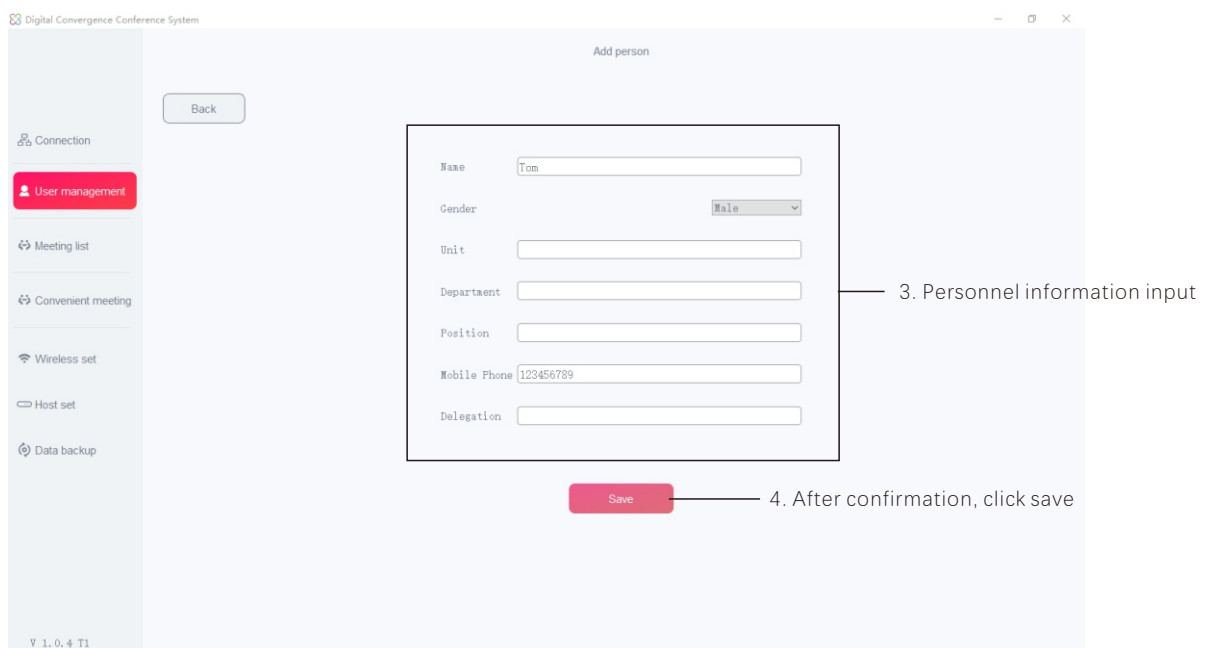 Digital Convergence Conference System
Add person
Back
Connection
User management
Meeting list
Convenient meeting
Wireless set
Host set
Data backup
V 1.0.4 T1
Name Tom
Gender Male
Unit
Department
Position
Mobile Phone 123456789
Delegation
3. Personnel information input
Save
4. After confirmation, click save